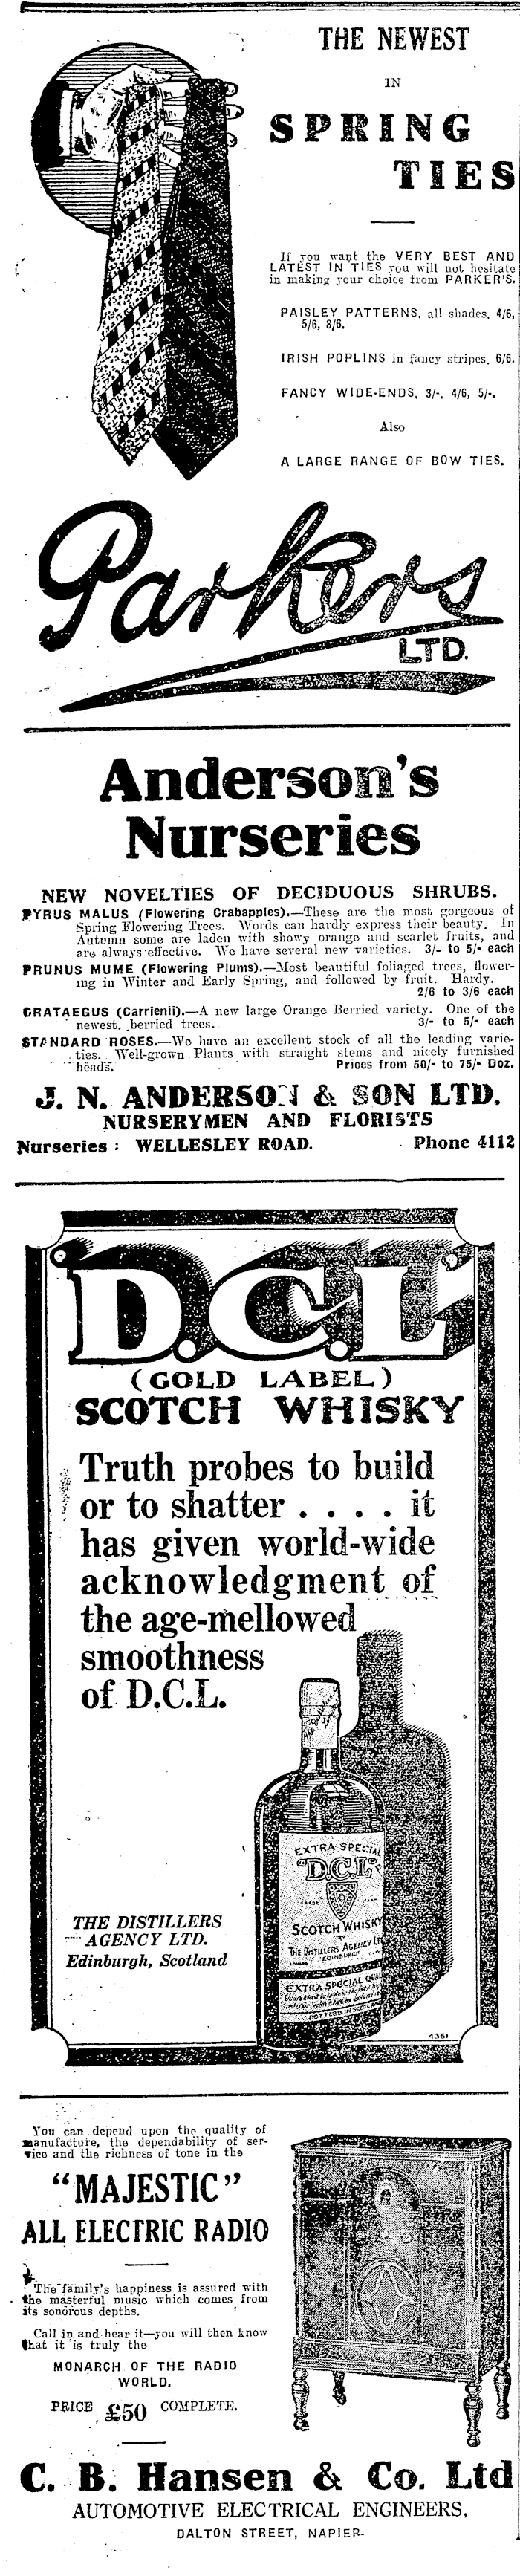 THE NEWEST
IN
SPRING
TIES
If you want the VERY BEST AND
LATEST IN TIES you will not hesitate
in making your choice from PARKER'S.
PAISLEY PATTERNS, all shades, 4/6,
5/6, 8/6.
IRISH POPLINS in fancy stripes, 6/6.
FANCY WIDE-ENDS, 3/-, 4/6, 5/-.
Also
A LARGE RANGE OF BOW TIES.
Parkers
LTD.
Anderson's
Nurseries
NEW NOVELTIES OF DECIDUOUS SHRUBS.
PYRUS MALUS (Flowering Crabapples).—These are the most gorgeous of
Spring Flowering Trees. Words can hardly express their beauty. In
Autumn some are laden with showy orange and scarlet fruits, and
are always effective. We have several new varieties. 3/- to 5/- each
PRUNUS MUME (Flowering Plums).—Most beautiful foliaged trees, flower-
ing in Winter and Early Spring, and followed by fruit. Hardy.
2/6 to 3/6 each
CRATAEGUS (Carrienii).—A new large Orange Berried variety. One of the
newest berried trees. 3/- to 5/- each
STANDARD ROSES.—We have an excellent stock of all the leading varie-
ties. Well-grown Plants with straight stems and nicely furnished
heads. Prices from 50/- to 75/- Doz.
J. N. ANDERSON & SON LTD.
NURSERYMEN AND FLORISTS
Nurseries : WELLESLEY ROAD. Phone 4112
D.C.L.
(GOLD LABEL)
SCOTCH WHISKY
Truth probes to build
or to shatter . . . . it
has given world-wide
acknowledgment of
the age-mellowed
smoothness
of D.C.L.
EXTRA SPECIAL
"D.C.L"
SCOTCH WHISKY
THE DISTILLERS AGENCY LTD
EDINBURGH
EXTRA SPECIAL
THE DISTILLERS
AGENCY LTD.
Edinburgh, Scotland
4361
You can depend upon the quality of
manufacture, the dependability of ser-
vice and the richness of tone in the
"MAJESTIC"
ALL ELECTRIC RADIO
The family's happiness is assured with
the masterful music which comes from
its sonorous depths.
Call in and hear it—you will then know
that it is truly the
MONARCH OF THE RADIO
WORLD.
PRICE £50 COMPLETE.
C. B. Hansen & Co. Ltd
AUTOMOTIVE ELECTRICAL ENGINEERS,
DALTON STREET, NAPIER.